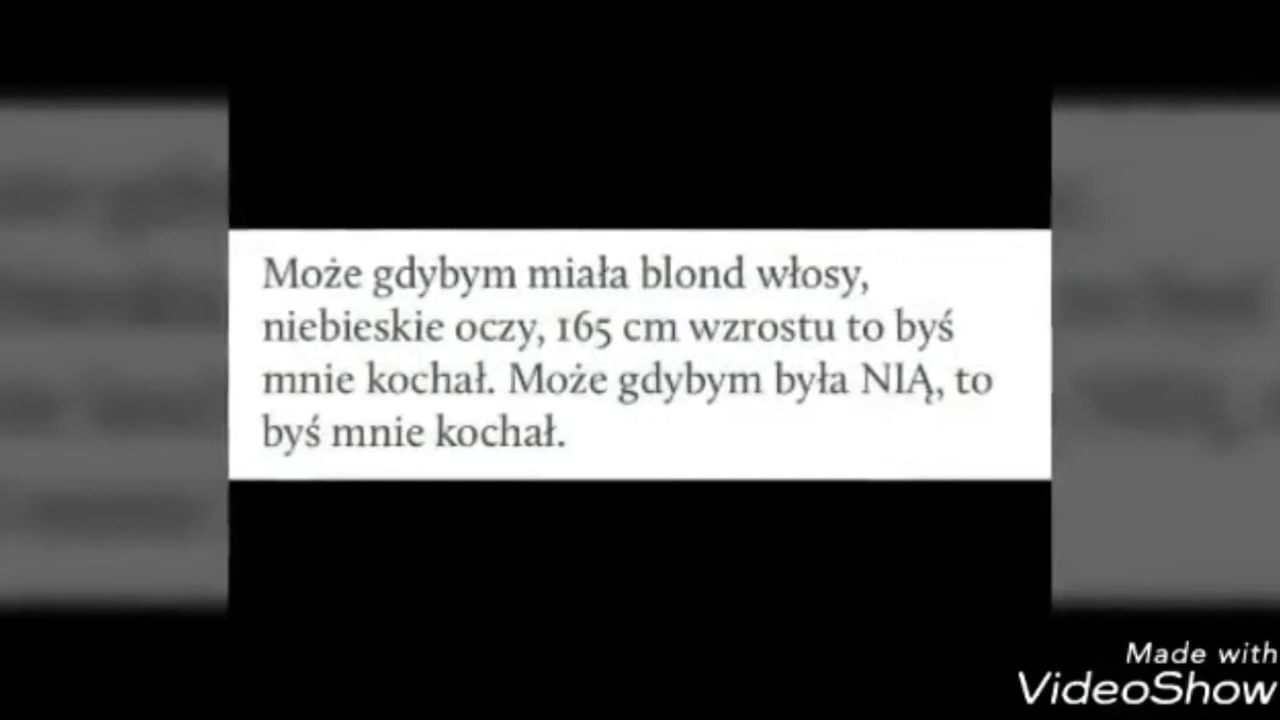 Może gdybym miała blond włosy,
niebieskie oczy, 165 cm wzrostu to byś
mnie kochał. Może gdybym była NIĄ, to
byś mnie kochał.
Made with
VideoShow